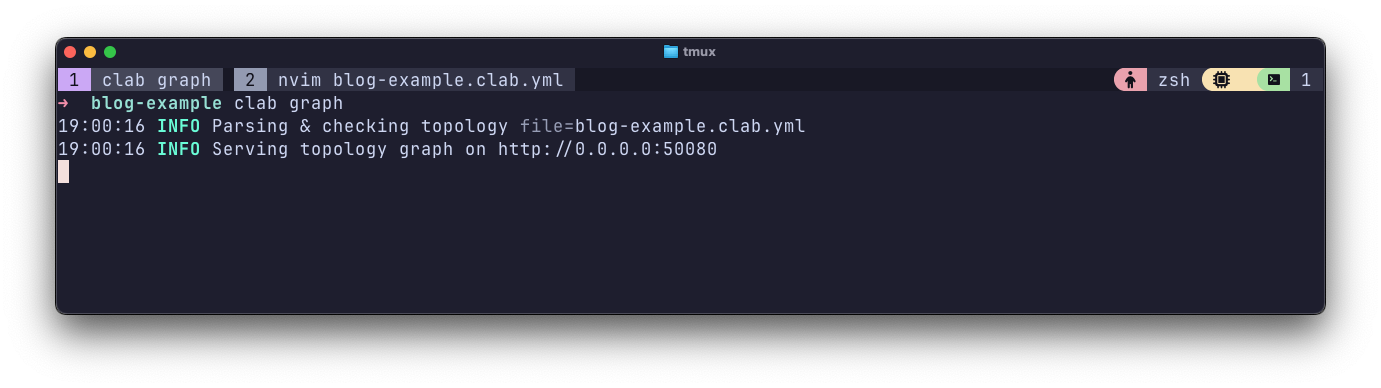 tmux
1 clab graph 2 nvim blog-example.clab.yml zsh 1
→ blog-example clab graph
19:00:16 INFO Parsing & checking topology file=blog-example.clab.yml
19:00:16 INFO Serving topology graph on http://0.0.0.0:50080